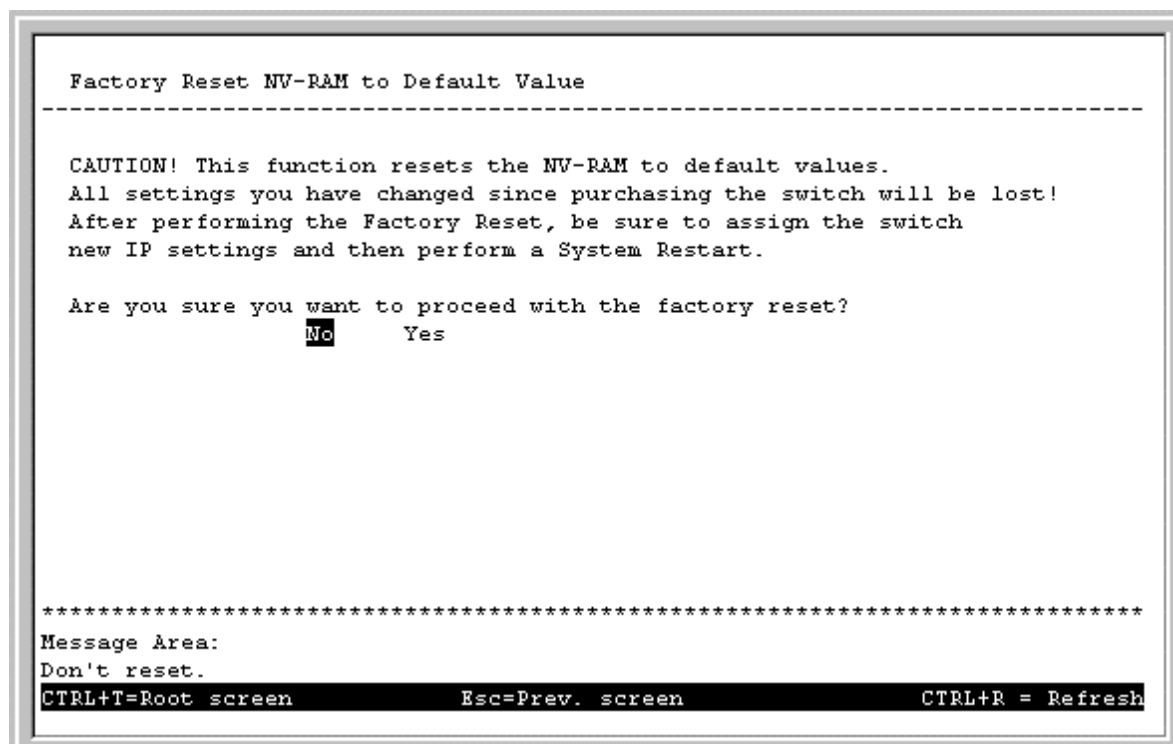 Factory Reset NV-RAM to Default Value
--------------------------------------------------------------------------------
CAUTION! This function resets the NV-RAM to default values.
All settings you have changed since purchasing the switch will be lost!
After performing the Factory Reset, be sure to assign the switch
new IP settings and then perform a System Restart.
Are you sure you want to proceed with the factory reset?
No Yes
********************************************************************************
Message Area:
Don't reset.
CTRL+T=Root screen Esc=Prev. screen CTRL+R = Refresh